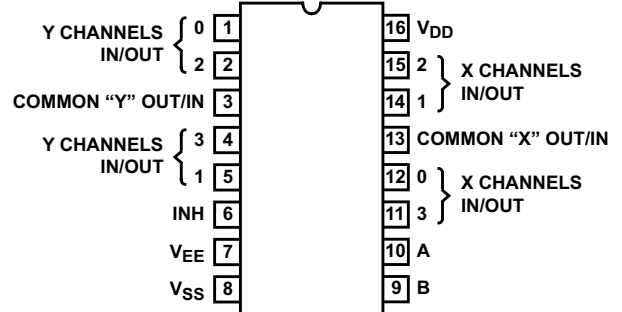 Y CHANNELS IN/OUT
0 1
2 2
COMMON “Y” OUT/IN 3
Y CHANNELS IN/OUT
3 4
1 5
INH 6
VEE 7
VSS 8
16 VDD
15 2
14 1
X CHANNELS IN/OUT
13 COMMON “X” OUT/IN
12 0
11 3
X CHANNELS IN/OUT
10 A
9 B